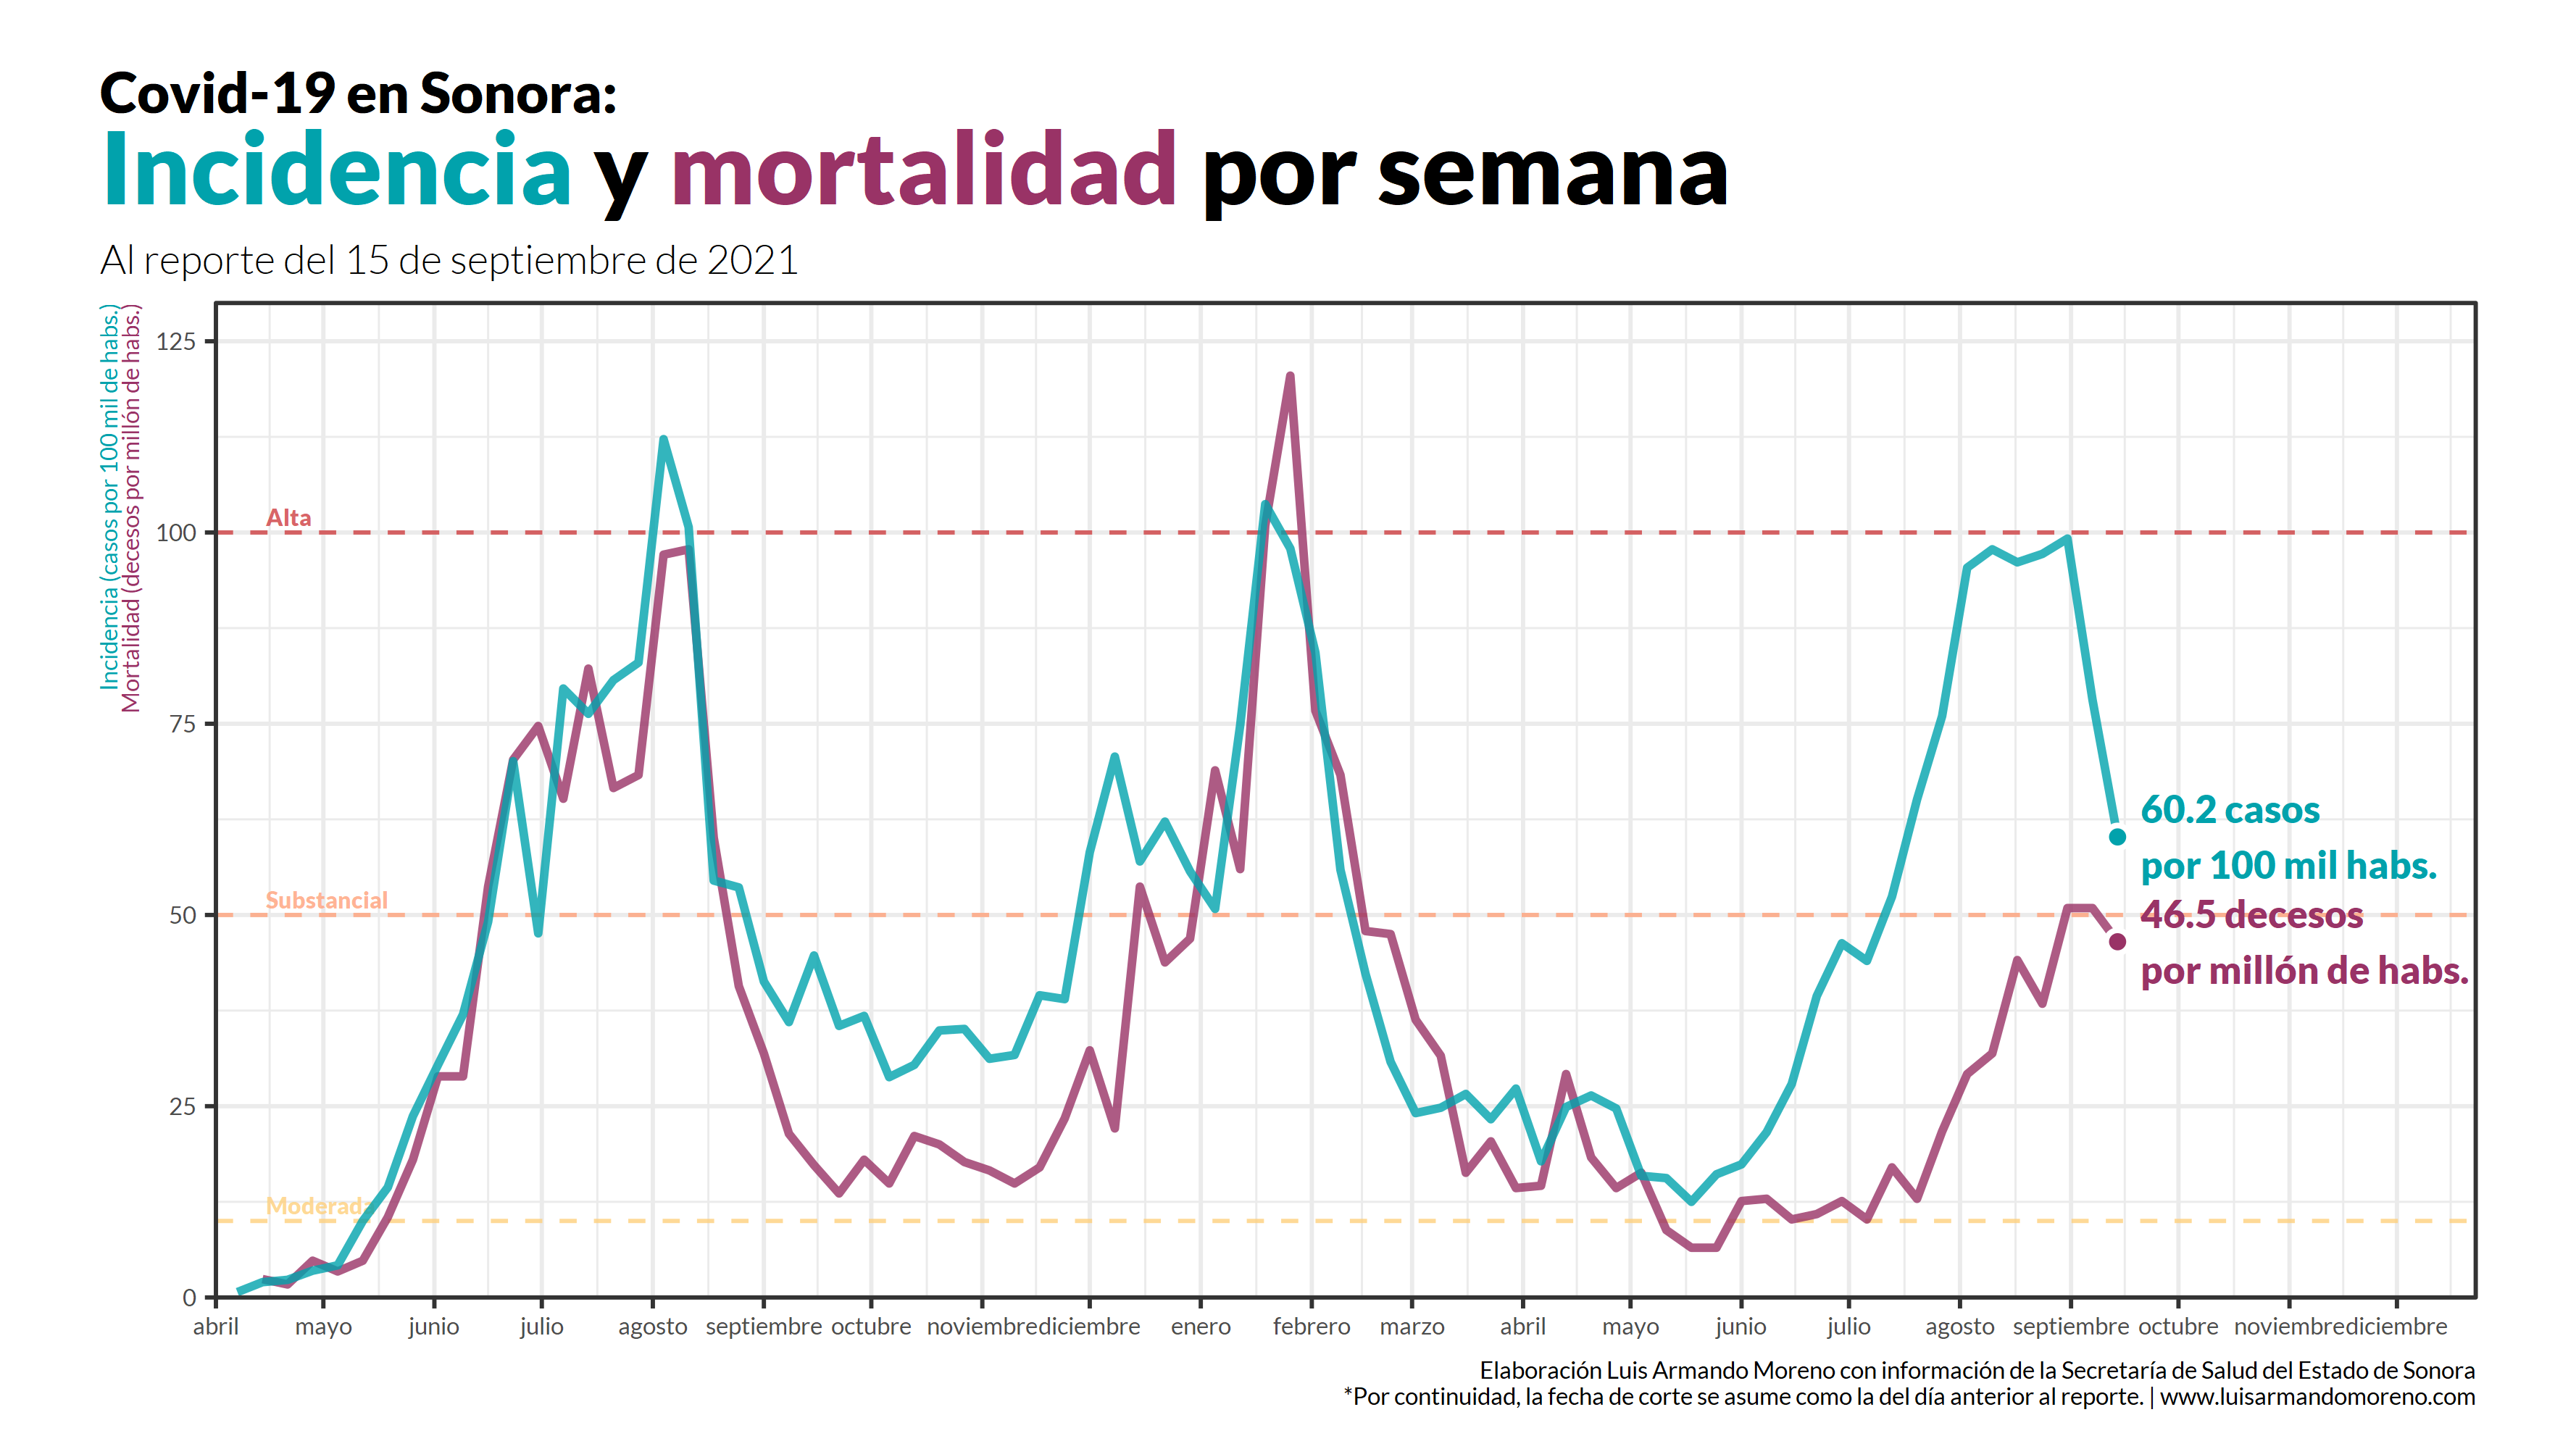 Covid-19 en Sonora:
Incidencia y mortalidad por semana
Al reporte del 15 de septiembre de 2021
Incidencia (casos por 100 mil de habs.)
Mortalidad (decesos por millón de habs.)
125
100
75
50
25
0
Alta
Substancial
Moderada
60.2 casos
por 100 mil habs.
46.5 decesos
por millón de habs.
abril mayo junio julio agosto septiembre octubre noviembre diciembre enero febrero marzo abril mayo junio julio agosto septiembre octubre noviembre diciembre
Elaboración Luis Armando Moreno con información de la Secretaría de Salud del Estado de Sonora
*Por continuidad, la fecha de corte se asume como la del día anterior al reporte. | www.luisarmandomoreno.com